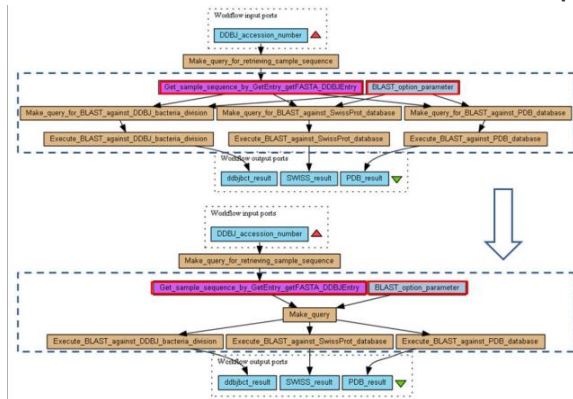 Workflow input ports
DDBJ_accession_number
Make_query_for_retrieving_sample_sequence
Get_sample_sequence_by_GetEntry_getFASTA_DDBJEntry BLAST_option_parameter
Make_query_for_BLAST_against_DDBJ_bacteria_division Make_query_for_BLAST_against_SwissProt_database Make_query_for_BLAST_against_PDB_database
Execute_BLAST_against_DDBJ_bacteria_division Execute_BLAST_against_SwissProt_database Execute_BLAST_against_PDB_database
Workflow output ports
ddbjbct_result SWISS_result PDB_result
Workflow input ports
DDBJ_accession_number
Make_query_for_retrieving_sample_sequence
Get_sample_sequence_by_GetEntry_getFASTA_DDBJEntry BLAST_option_parameter
Make_query
Execute_BLAST_against_DDBJ_bacteria_division Execute_BLAST_against_SwissProt_database Execute_BLAST_against_PDB_database
Workflow output ports
ddbjbct_result SWISS_result PDB_result